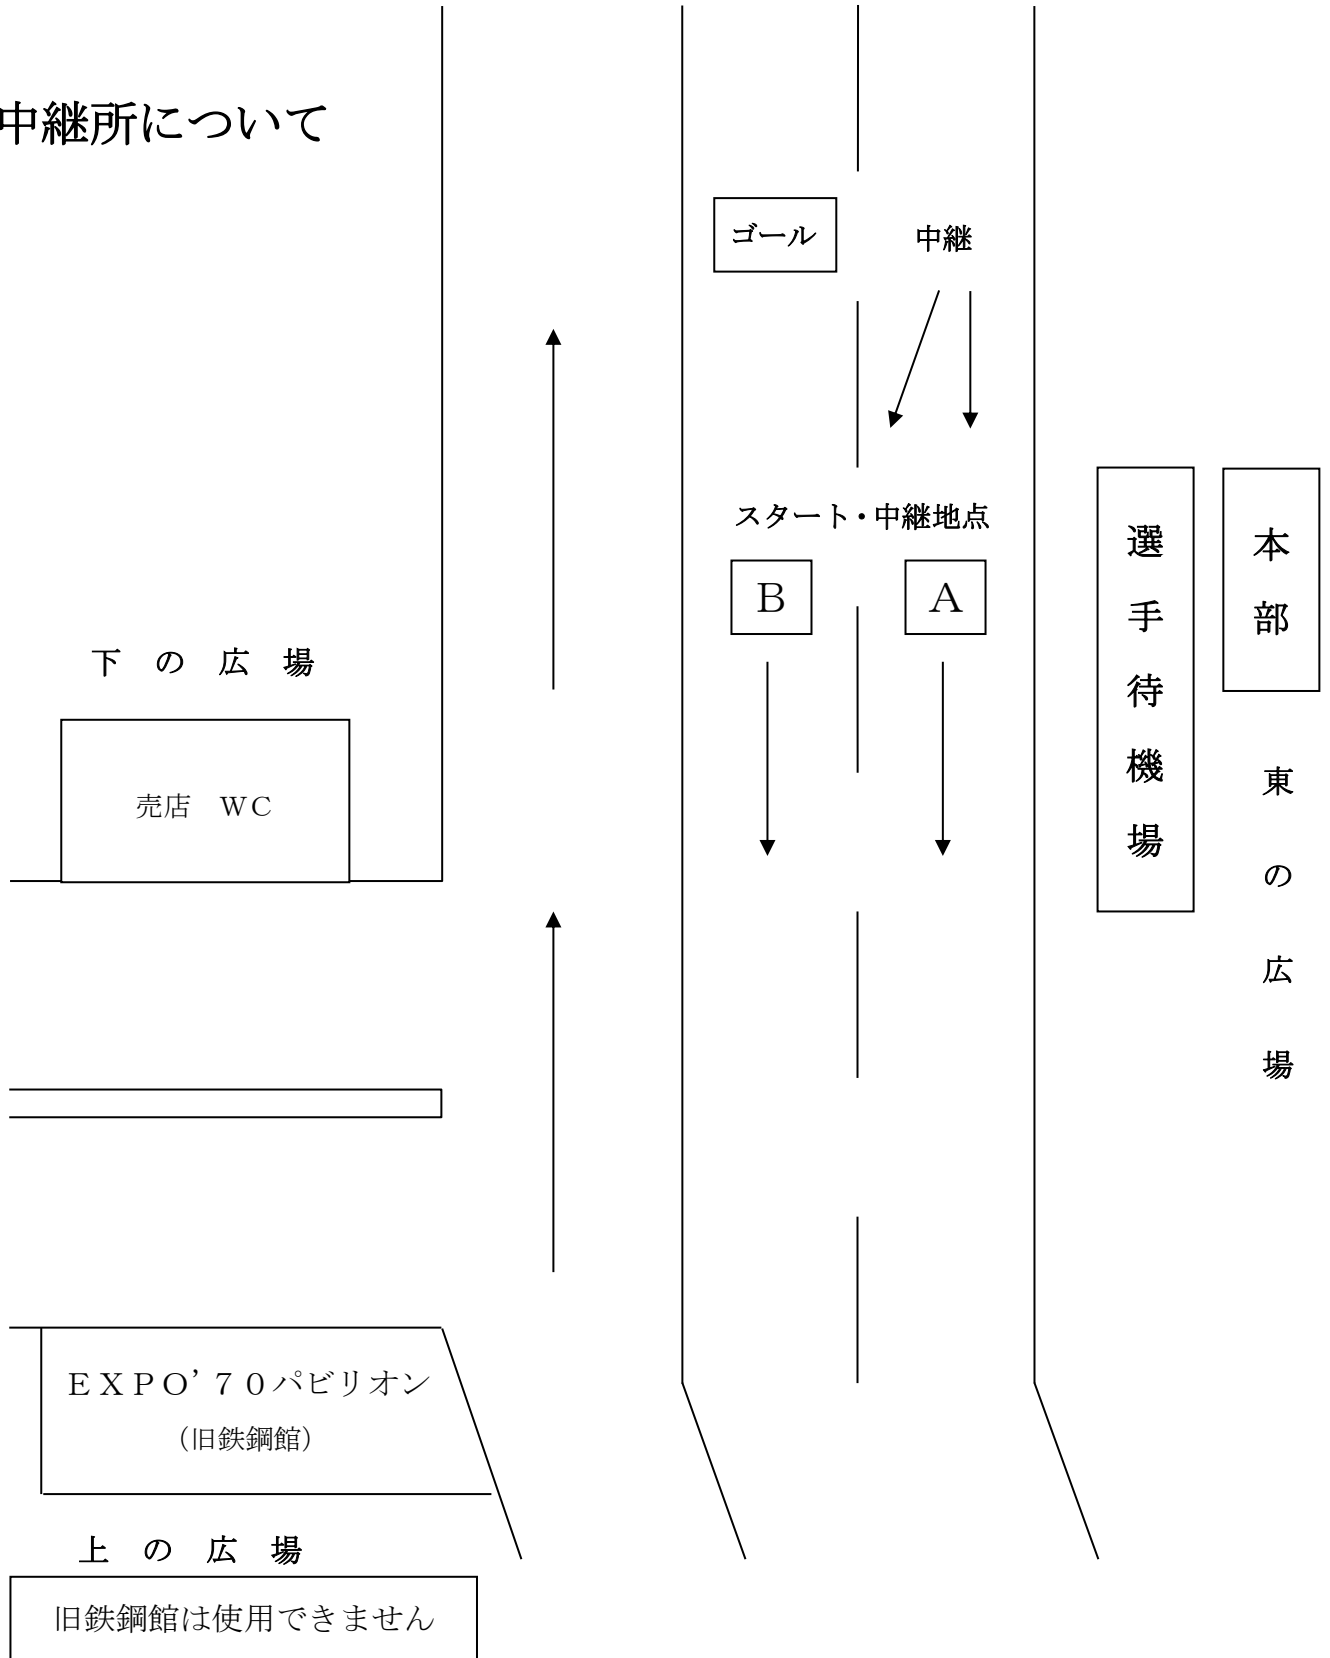 中継所について
ゴール
中継
スタート・中継地点
B
A
選手待機場
本部
東の広場
下の広場
売店　WC
EXPO’70パビリオン
（旧鉄鋼館）
上の広場
旧鉄鋼館は使用できません